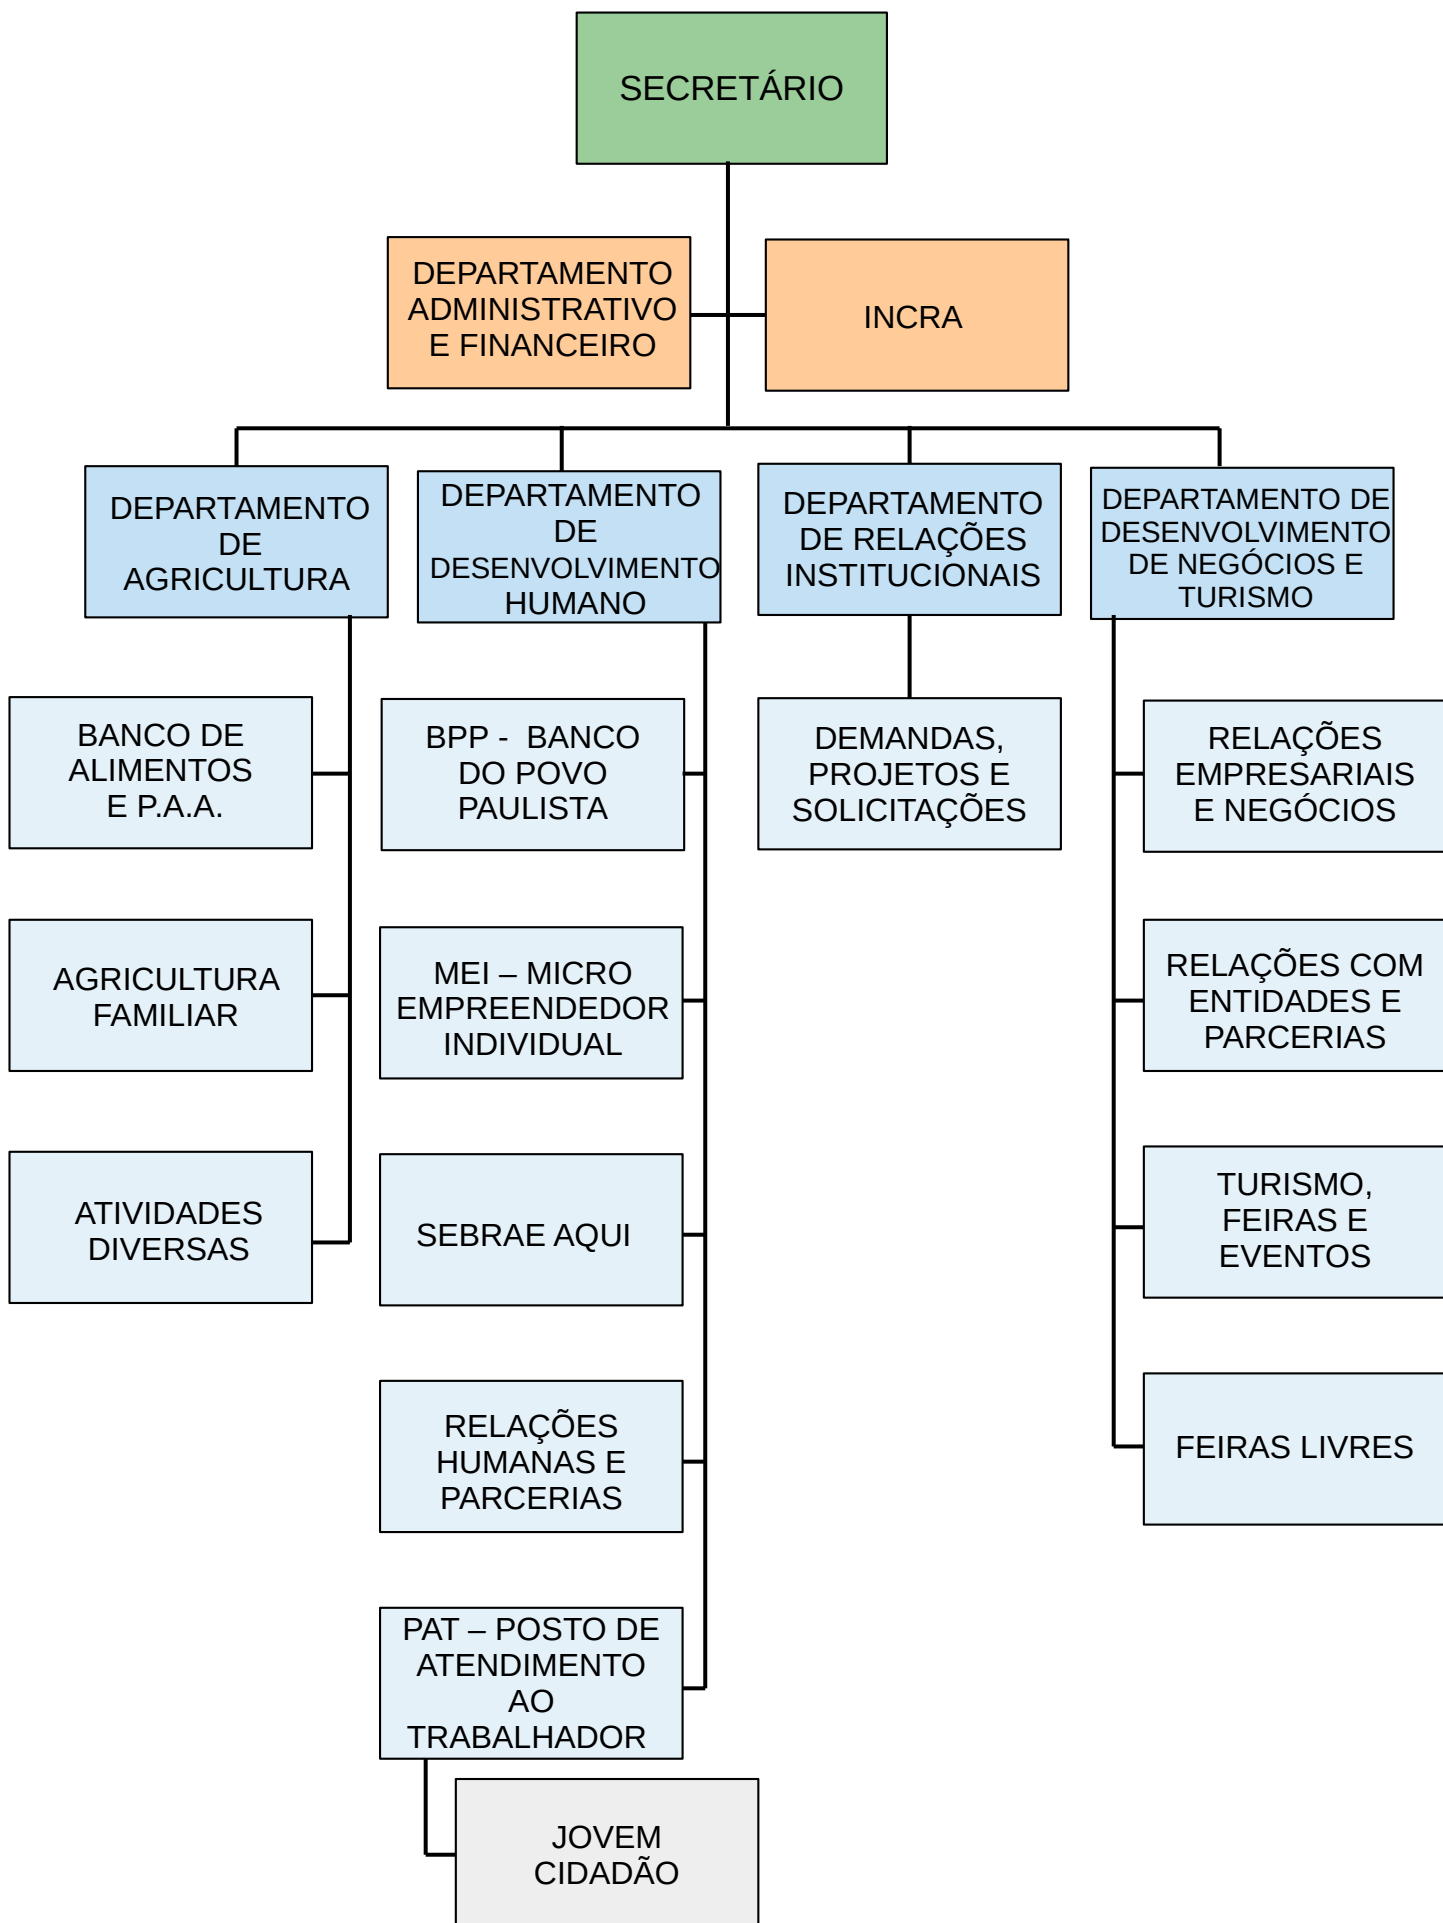 SECRETÁRIO
DEPARTAMENTO
ADMINISTRATIVO
E FINANCEIRO
INCRA
DEPARTAMENTO
DE
AGRICULTURA
DEPARTAMENTO
DE
DESENVOLVIMENTO
HUMANO
DEPARTAMENTO
DE RELAÇÕES
INSTITUCIONAIS
DEPARTAMENTO DE
DESENVOLVIMENTO
DE NEGÓCIOS E
TURISMO
BANCO DE
ALIMENTOS
E P.A.A.
BPP - BANCO
DO POVO
PAULISTA
DEMANDAS,
PROJETOS E
SOLICITAÇÕES
RELAÇÕES
EMPRESARIAIS
E NEGÓCIOS
AGRICULTURA
FAMILIAR
MEI – MICRO
EMPREENDEDOR
INDIVIDUAL
RELAÇÕES COM
ENTIDADES E
PARCERIAS
ATIVIDADES
DIVERSAS
SEBRAE AQUI
TURISMO,
FEIRAS E
EVENTOS
RELAÇÕES
HUMANAS E
PARCERIAS
FEIRAS LIVRES
PAT – POSTO DE
ATENDIMENTO
AO
TRABALHADOR
JOVEM
CIDADÃO